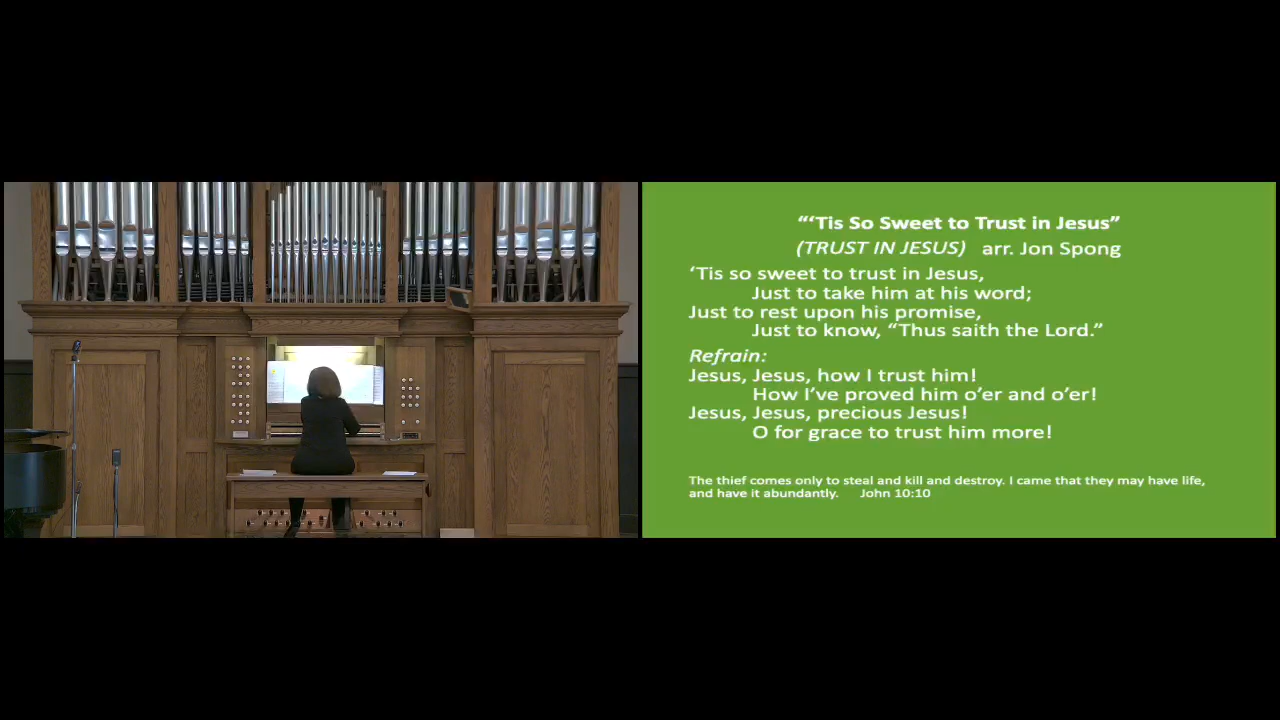 “‘Tis So Sweet to Trust in Jesus”
(TRUST IN JESUS) arr. Jon Spong
‘Tis so sweet to trust in Jesus,
Just to take him at his word;
Just to rest upon his promise,
Just to know, “Thus saith the Lord.”
Refrain:
Jesus, Jesus, how I trust him!
How I’ve proved him o’er and o’er!
Jesus, Jesus, precious Jesus!
O for grace to trust him more!
The thief comes only to steal and kill and destroy. I came that they may have life,
and have it abundantly. John 10:10